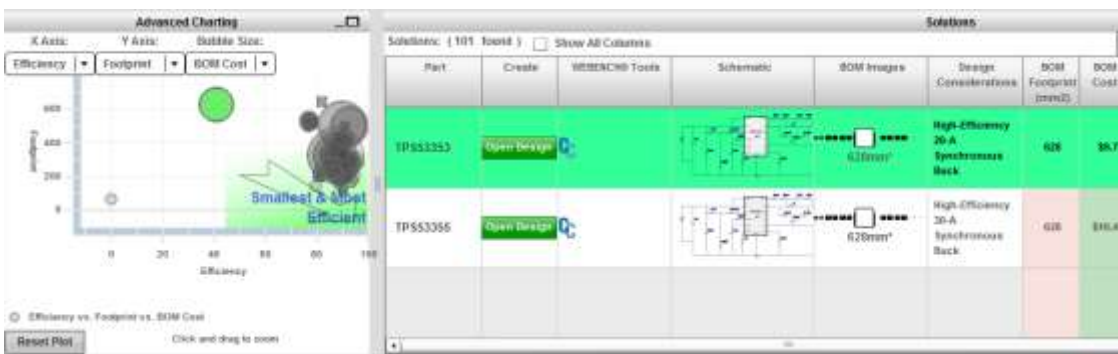 Advanced Charting
X Axis: Y Axis: Bubble Size:
Efficiency Footprint BOM Cost
600
400
200
0
Footprint
Smallest & Most
Efficient
0 20 40 60 80 100
Efficiency
Efficiency vs. Footprint vs. BOM Cost
Reset Plot Click and drag to zoom
Solutions
Solutions: ( 101 found ) Show All Columns
Part Create WEBENCH® Tools Schematic BOM Images Design Considerations BOM Footprint (mm2) BOM Cost
TPS53353 Open Design 628mm² High-Efficiency 20-A Synchronous Buck 628
TPS53355 Open Design 628mm² High-Efficiency 30-A Synchronous Buck 628